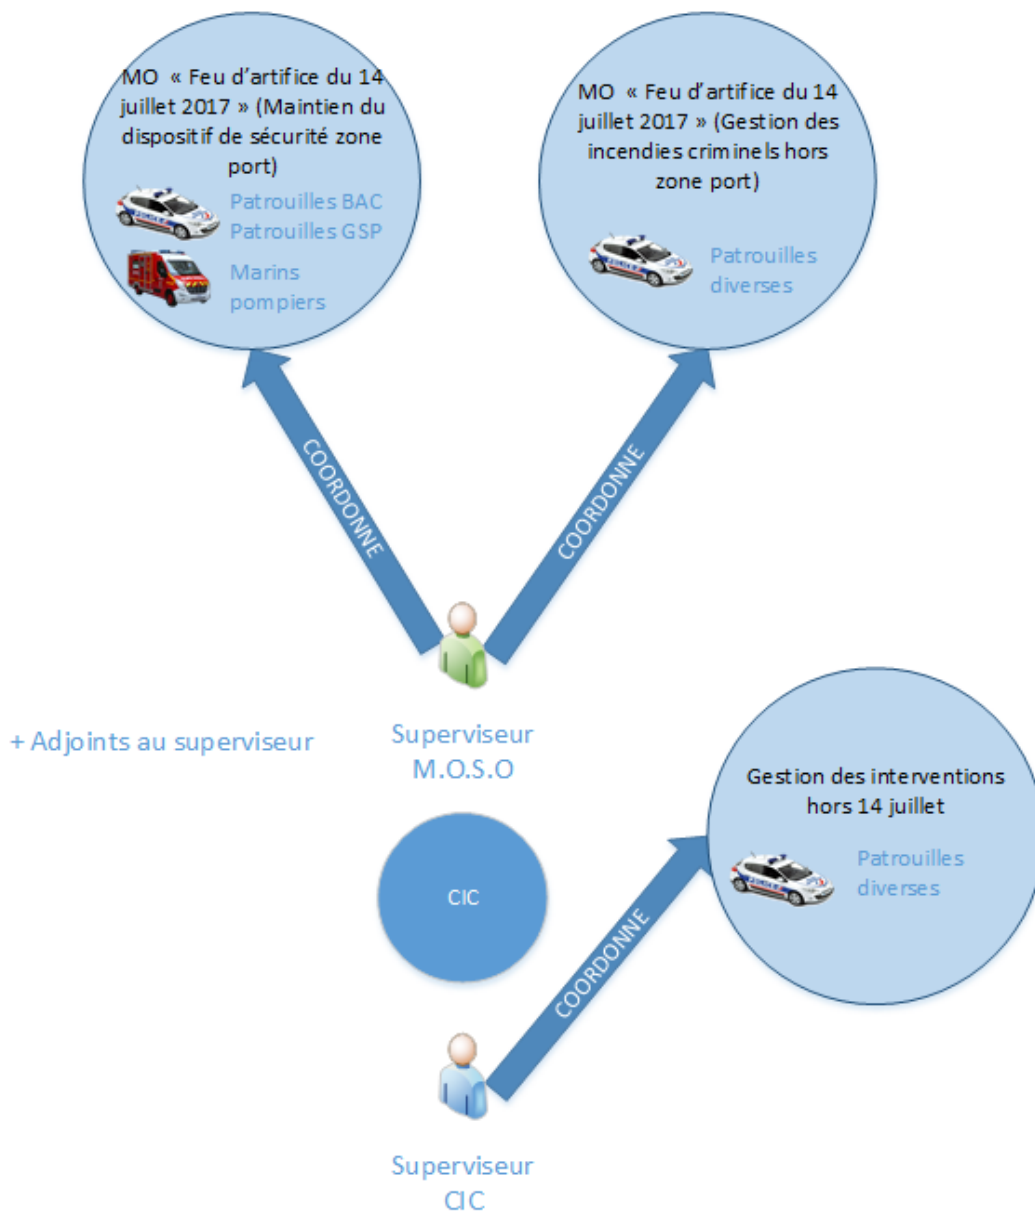 MO « Feu d'artifice du 14
juillet 2017 » (Maintien du
dispositif de sécurité zone
port)
Patrouilles BAC
Patrouilles GSP
Marins
pompiers
MO « Feu d'artifice du 14
juillet 2017 » (Gestion des
incendies criminels hors
zone port)
Patrouilles
diverses
COORDONNE
COORDONNE
+ Adjoints au superviseur
Superviseur
M.O.S.O
Gestion des interventions
hors 14 juillet
Patrouilles
diverses
CIC
COORDONNE
Superviseur
CIC